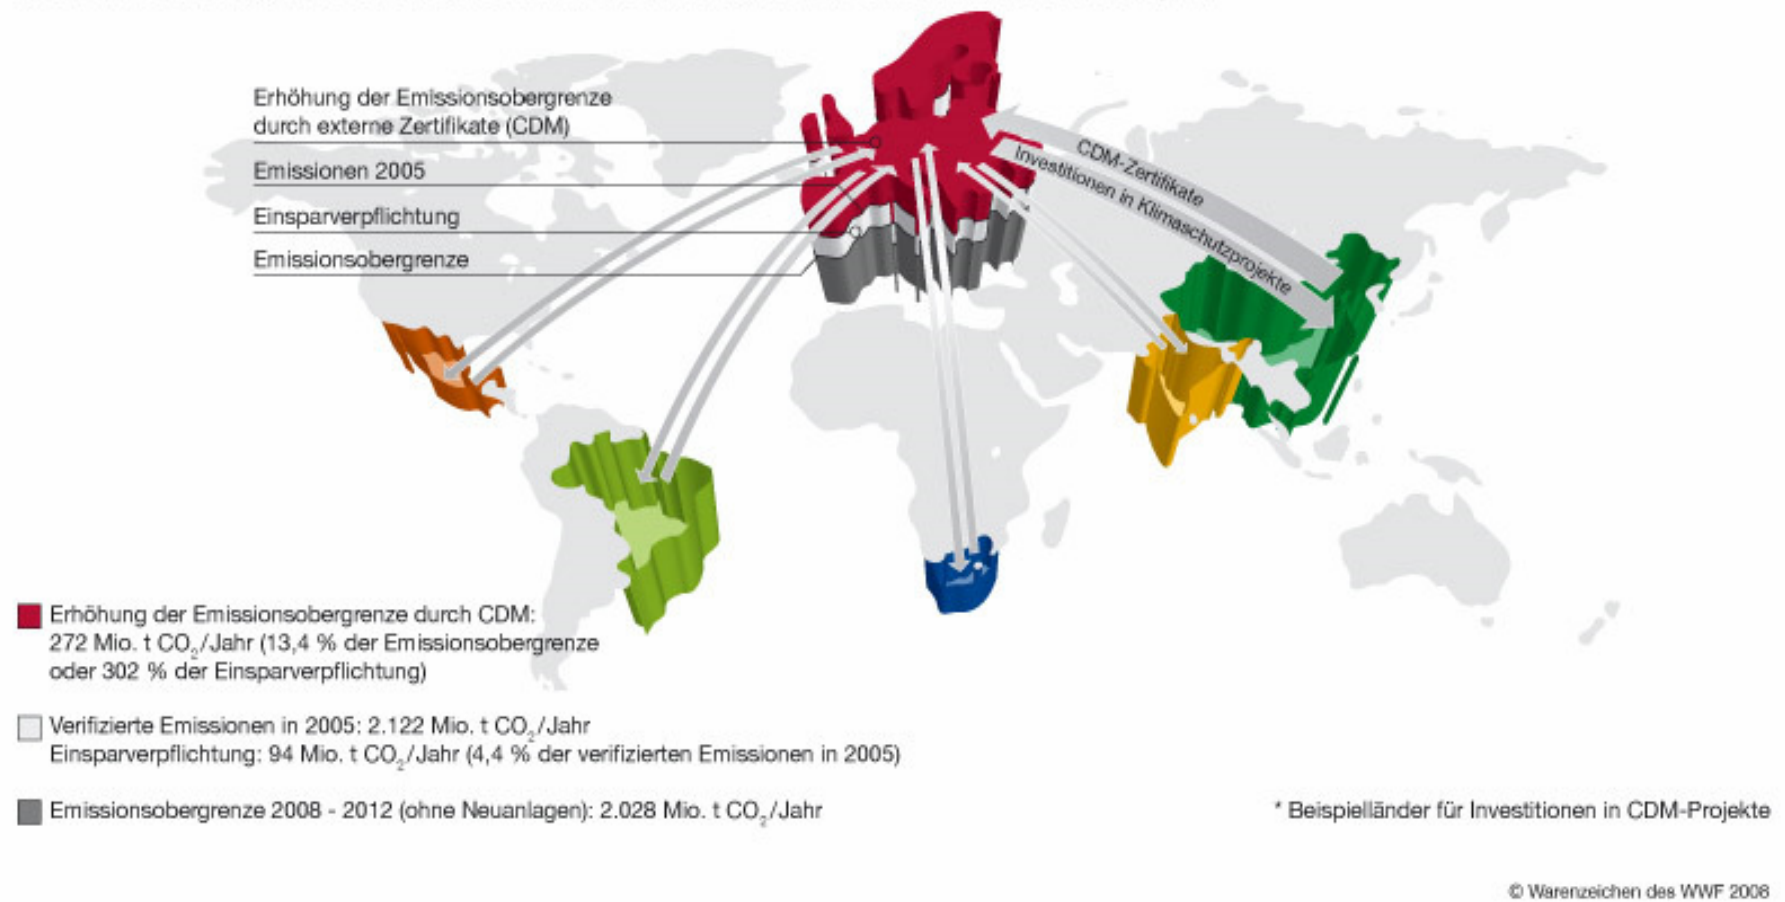 Erhöhung der Emissionsobergrenze
durch externe Zertifikate (CDM)
Emissionen 2005
Einsparverpflichtung
Emissionsobergrenze
CDM-Zertifikate
Investitionen in Klimaschutzprojekte
Erhöhung der Emissionsobergrenze durch CDM:
272 Mio. t CO₂/Jahr (13,4 % der Emissionsobergrenze
oder 302 % der Einsparverpflichtung)
Verifizierte Emissionen in 2005: 2.122 Mio. t CO₂/Jahr
Einsparverpflichtung: 94 Mio. t CO₂/Jahr (4,4 % der verifizierten Emissionen in 2005)
Emissionsobergrenze 2008 - 2012 (ohne Neuanlagen): 2.028 Mio. t CO₂/Jahr
* Beispielländer für Investitionen in CDM-Projekte
© Warenzeichen des WWF 2008